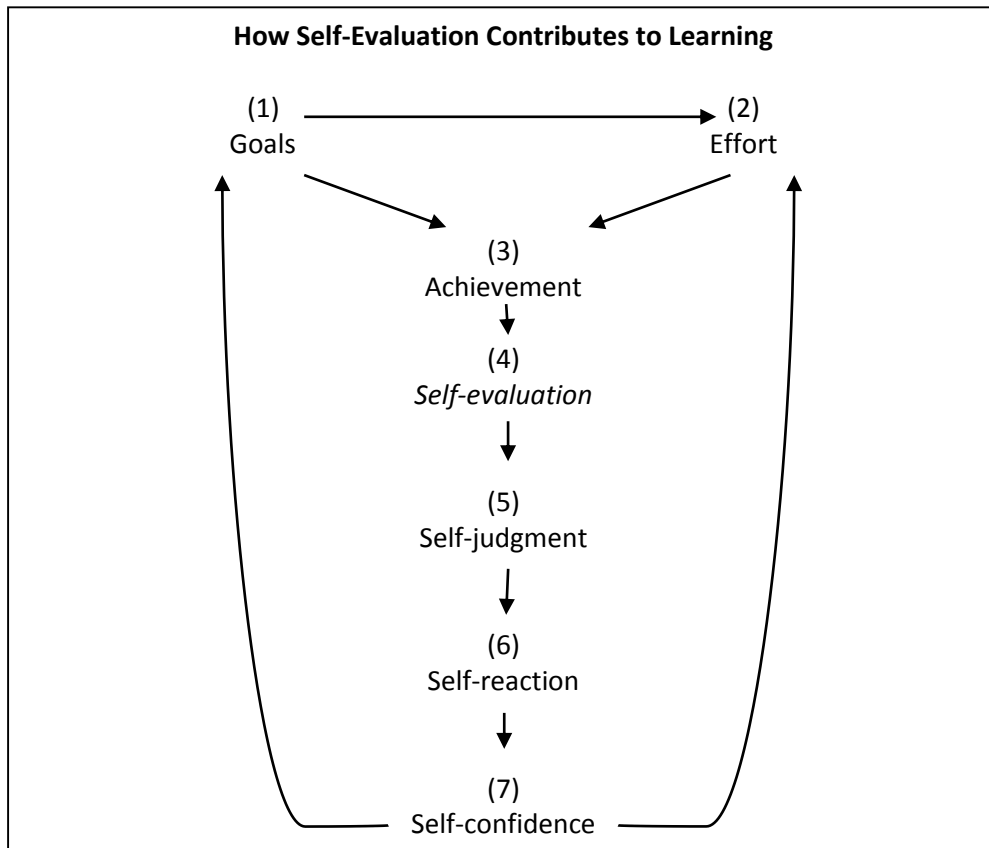 How Self-Evaluation Contributes to Learning
(1)
Goals
(2)
Effort
(3)
Achievement
(4)
Self-evaluation
(5)
Self-judgment
(6)
Self-reaction
(7)
Self-confidence